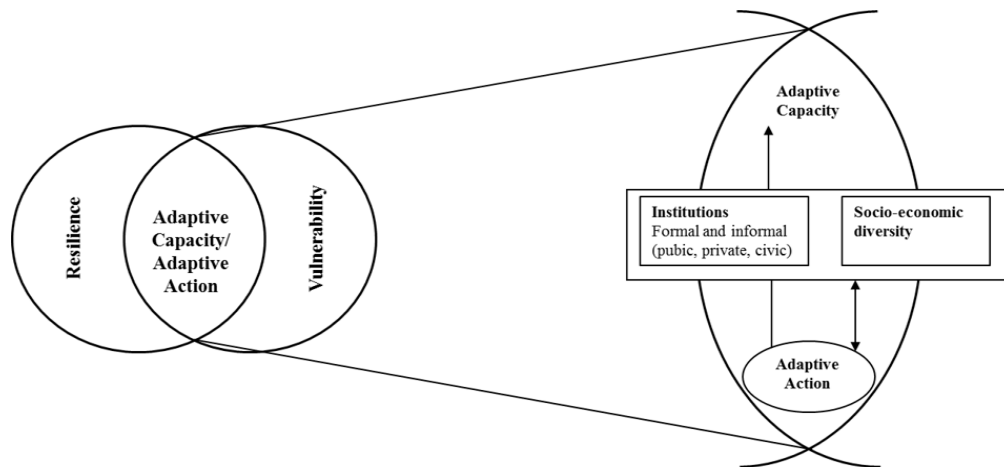 Resilience
Adaptive
Capacity/
Adaptive
Action
Vulnerability
Adaptive
Capacity
Institutions
Formal and informal
(pubic, private, civic)
Socio-economic
diversity
Adaptive
Action